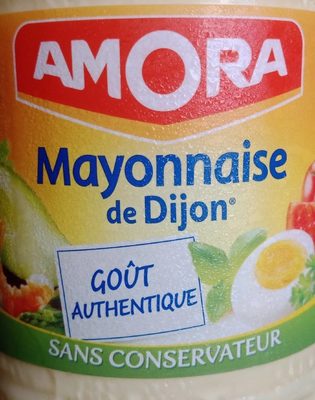 AMORA
Mayonnaise
de Dijon®
GOÛT
AUTHENTIQUE
SANS CONSERVATEUR